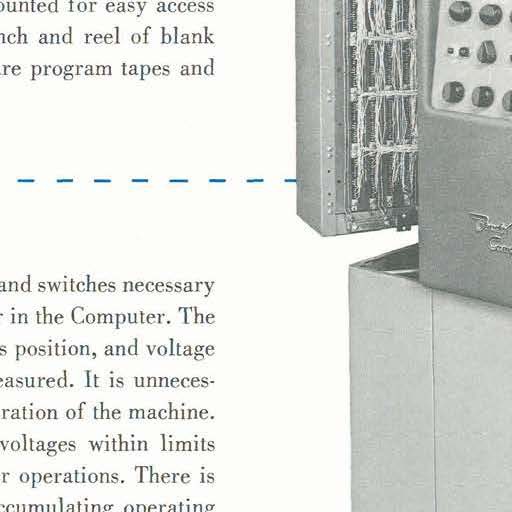 ounted for easy access
nch and reel of blank
are program tapes and
and switches necessary
r in the Computer. The
s position, and voltage
easured. It is unneces-
ration of the machine.
voltages within limits
r operations. There is
ccumulating operating